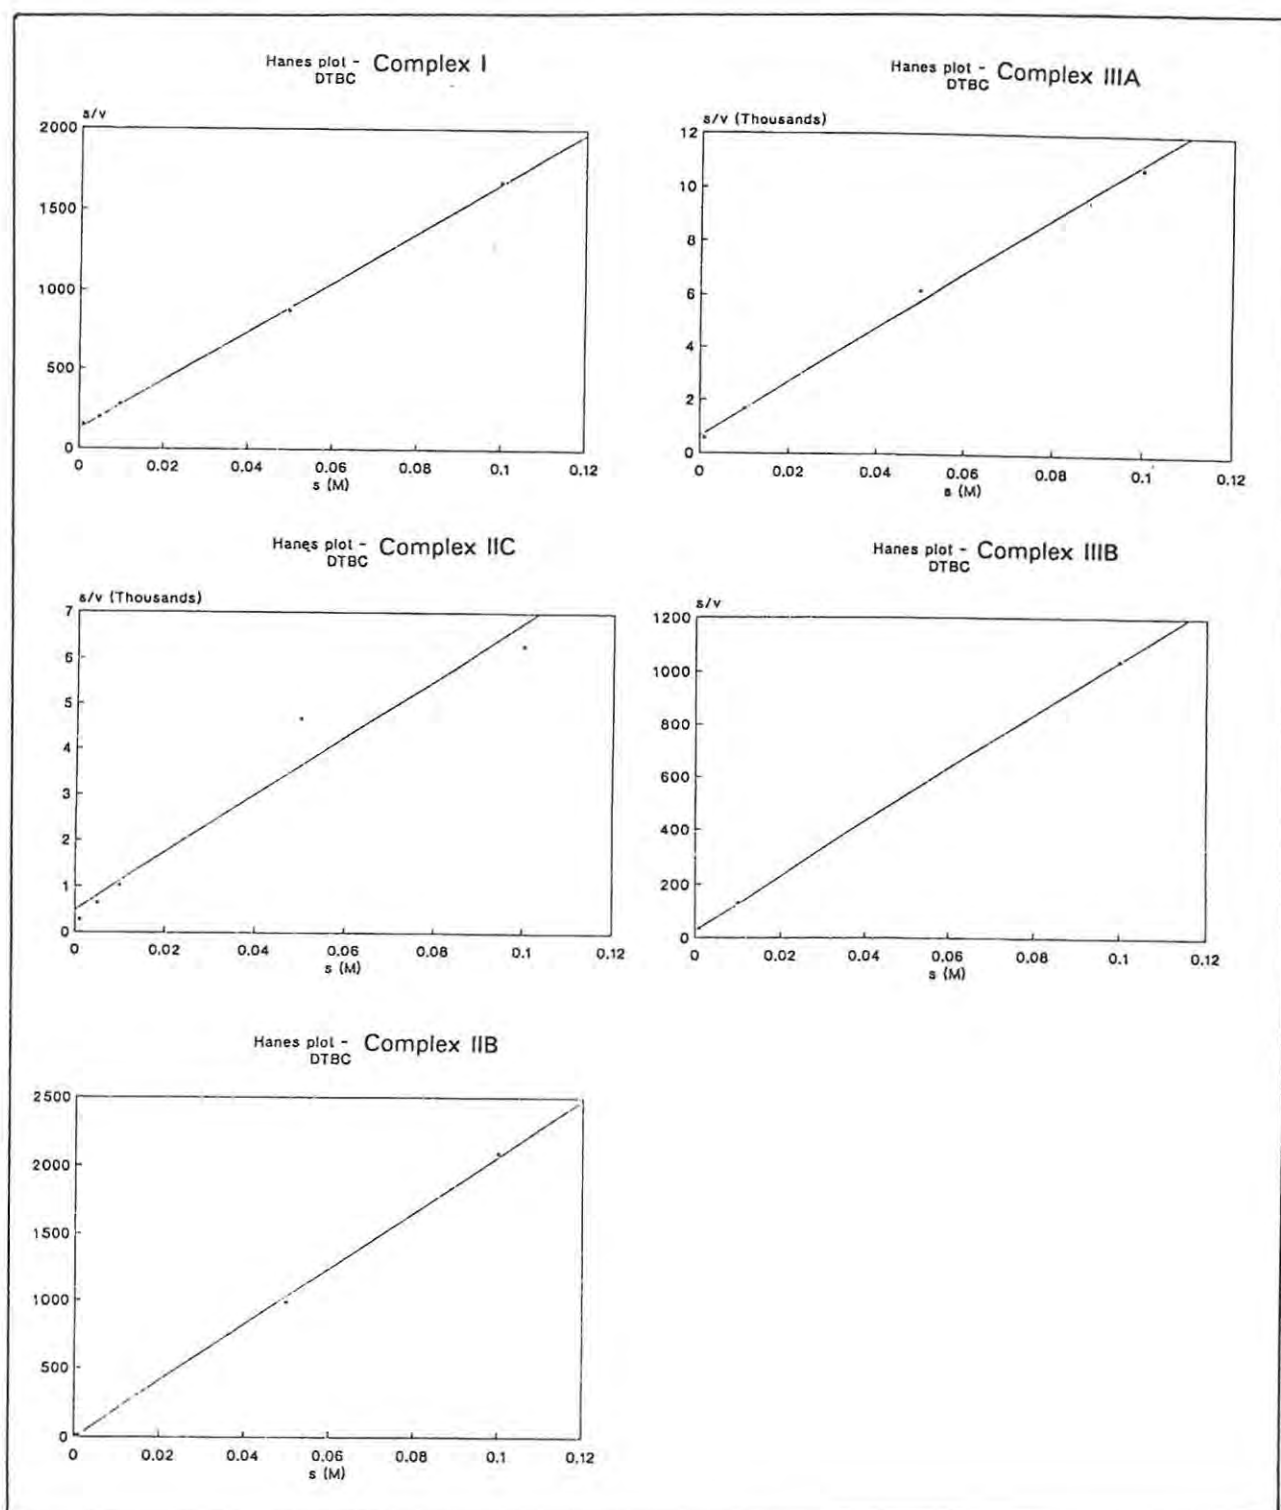 Hanes plot - Complex I
DTBC
s/v
2000
1500
1000
500
0
0 0.02 0.04 0.06 0.08 0.1 0.12
s (M)
Hanes plot - Complex IIIA
DTBC
s/v (Thousands)
12
10
8
6
4
2
0
0 0.02 0.04 0.06 0.08 0.1 0.12
s (M)
Hanes plot - Complex IIC
DTBC
s/v (Thousands)
7
6
5
4
3
2
1
0
0 0.02 0.04 0.06 0.08 0.1 0.12
s (M)
Hanes plot - Complex IIIB
DTBC
s/v
1200
1000
800
600
400
200
0
0 0.02 0.04 0.06 0.08 0.1 0.12
s (M)
Hanes plot - Complex IIB
DTBC
2500
2000
1500
1000
500
0
0 0.02 0.04 0.06 0.08 0.1 0.12
s (M)